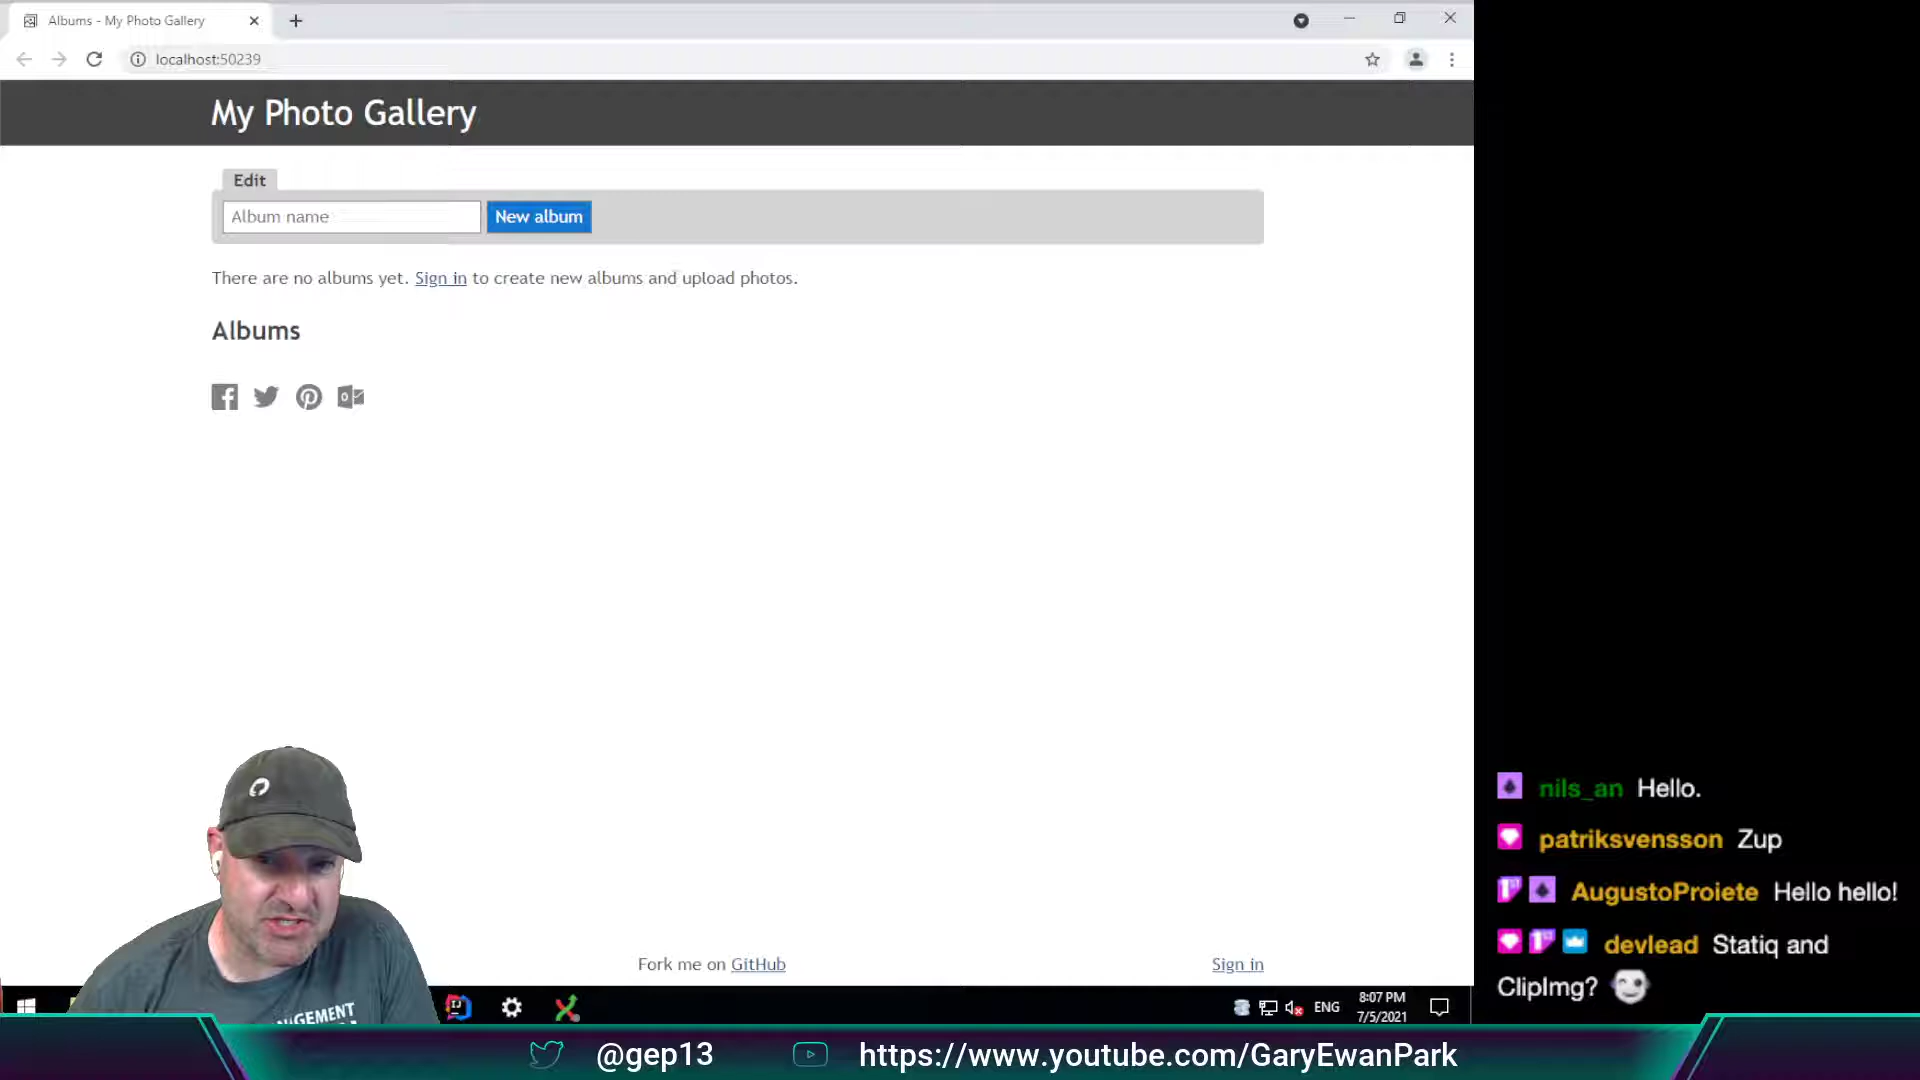 Albums - My Photo Gallery
localhost:50239
My Photo Gallery
Edit
Album name
New album
There are no albums yet. Sign in to create new albums and upload photos.
Albums
nils_an Hello.
patriksvensson Zup
AugustoProiete Hello hello!
devlead Statiq and
ClipImg?
Fork me on GitHub
Sign in
ENG
8:07 PM
7/5/2021
@gep13
https://www.youtube.com/GaryEwanPark